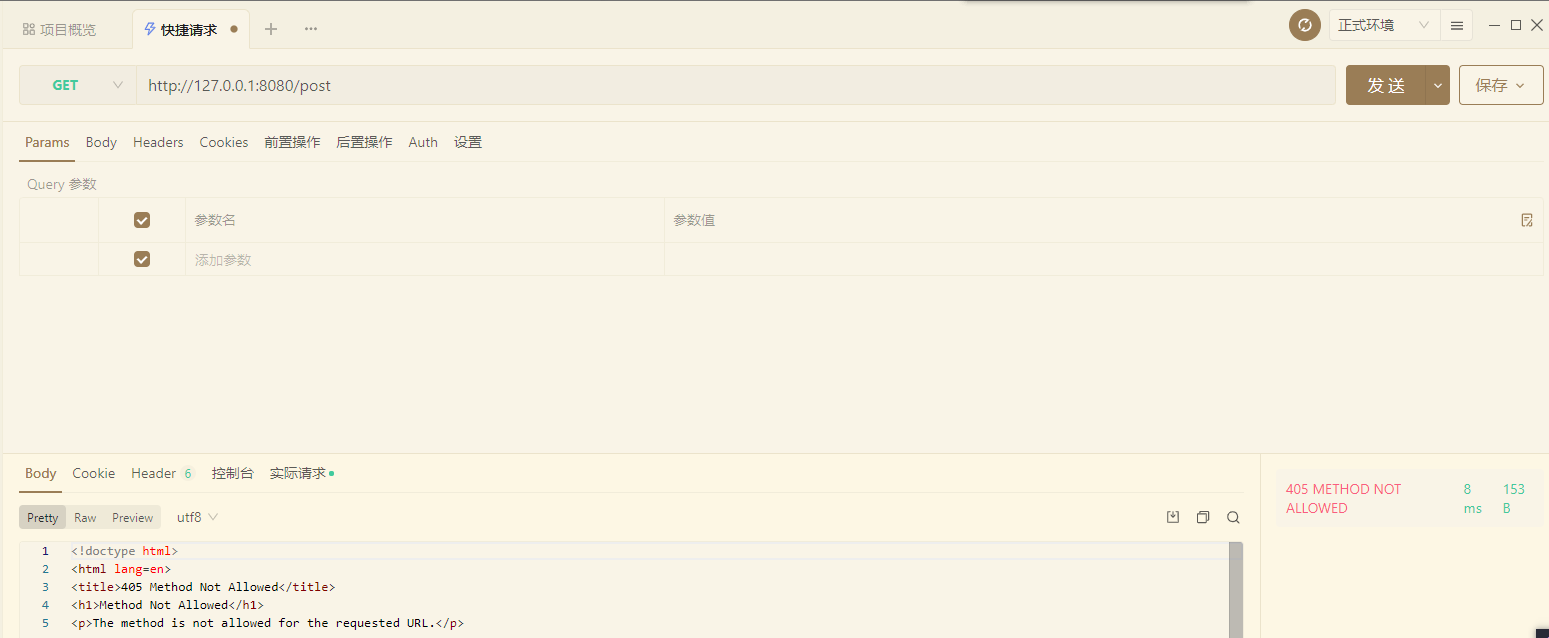 项目概览 快捷请求 正式环境
GET http://127.0.0.1:8080/post 发送 保存
Params Body Headers Cookies 前置操作 后置操作 Auth 设置
Query 参数
参数名 参数值
添加参数
Body Cookie Header 6 控制台 实际请求
Pretty Raw Preview utf8
405 METHOD NOT ALLOWED 8 ms 153 B
1 <!doctype html>
2 <html lang=en>
3 <title>405 Method Not Allowed</title>
4 <h1>Method Not Allowed</h1>
5 <p>The method is not allowed for the requested URL.</p>